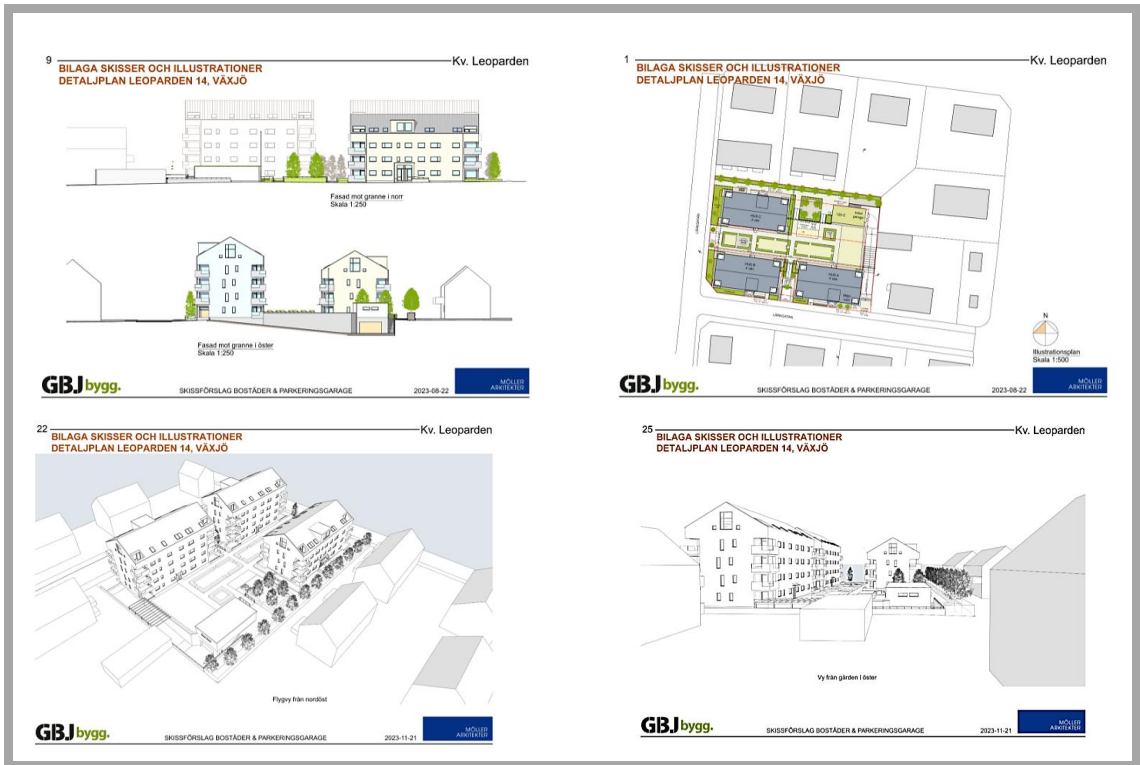 9
Kv. Leoparden
BILAGA SKISSER OCH ILLUSTRATIONER
DETALJPLAN LEOPARDEN 14, VÄXJÖ
Fasad mot granne i norr
Skala 1:250
Fasad mot granne i öster
Skala 1:250
GBJ bygg.
SKISSFÖRSLAG BOSTÄDER & PARKERINGSGARAGE
2023-08-22
MÖLLER
ARKITEKTER
1
Kv. Leoparden
BILAGA SKISSER OCH ILLUSTRATIONER
DETALJPLAN LEOPARDEN 14, VÄXJÖ
N
Illustrationsplan
Skala 1:500
GBJ bygg.
SKISSFÖRSLAG BOSTÄDER & PARKERINGSGARAGE
2023-08-22
MÖLLER
ARKITEKTER
22
Kv. Leoparden
BILAGA SKISSER OCH ILLUSTRATIONER
DETALJPLAN LEOPARDEN 14, VÄXJÖ
Flygvy från nordöst
GBJ bygg.
SKISSFÖRSLAG BOSTÄDER & PARKERINGSGARAGE
2023-11-21
MÖLLER
ARKITEKTER
25
Kv. Leoparden
BILAGA SKISSER OCH ILLUSTRATIONER
DETALJPLAN LEOPARDEN 14, VÄXJÖ
Vy från gården i öster
GBJ bygg.
SKISSFÖRSLAG BOSTÄDER & PARKERINGSGARAGE
2023-11-21
MÖLLER
ARKITEKTER